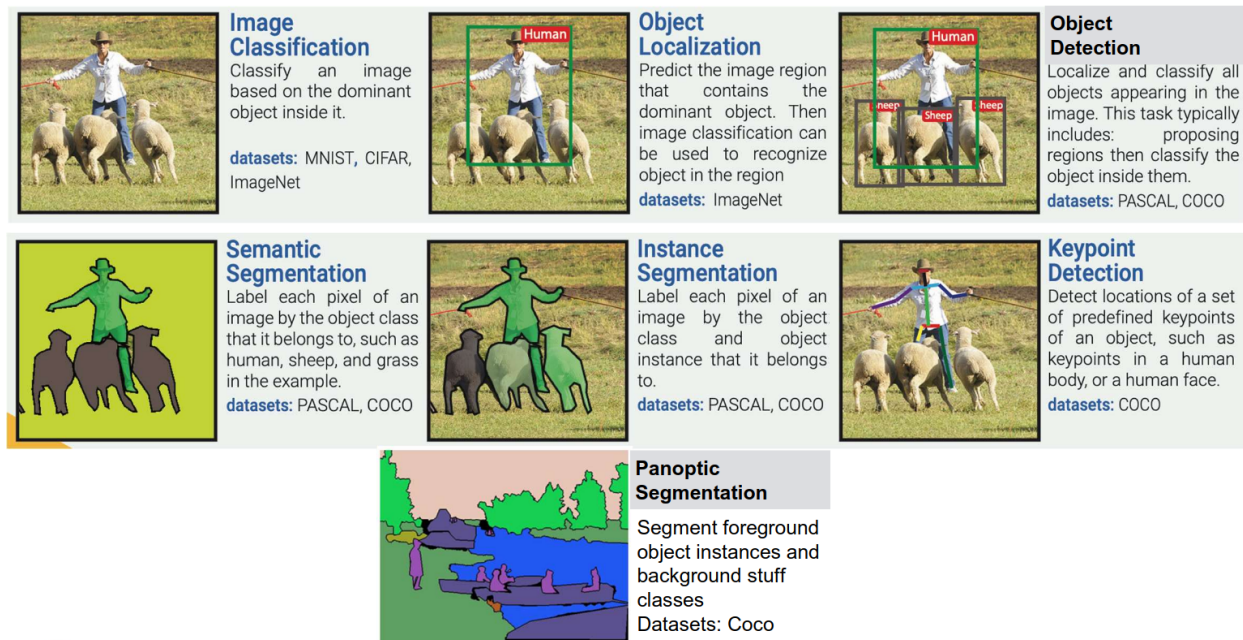 Image
Classification
Classify an image
based on the dominant
object inside it.
datasets: MNIST, CIFAR,
ImageNet
Human
Object
Localization
Predict the image region
that contains the
dominant object. Then
image classification can
be used to recognize
object in the region
datasets: ImageNet
Human
Sheep
Sheep
Sheep
Object
Detection
Localize and classify all
objects appearing in the
image. This task typically
includes: proposing
regions then classify the
object inside them.
datasets: PASCAL, COCO
Semantic
Segmentation
Label each pixel of an
image by the object class
that it belongs to, such as
human, sheep, and grass
in the example.
datasets: PASCAL, COCO
Instance
Segmentation
Label each pixel of an
image by the object
class and object
instance that it belongs
to.
datasets: PASCAL, COCO
Keypoint
Detection
Detect locations of a set
of predefined keypoints
of an object, such as
keypoints in a human
body, or a human face.
datasets: COCO
Panoptic
Segmentation
Segment foreground
object instances and
background stuff
classes
Datasets: Coco